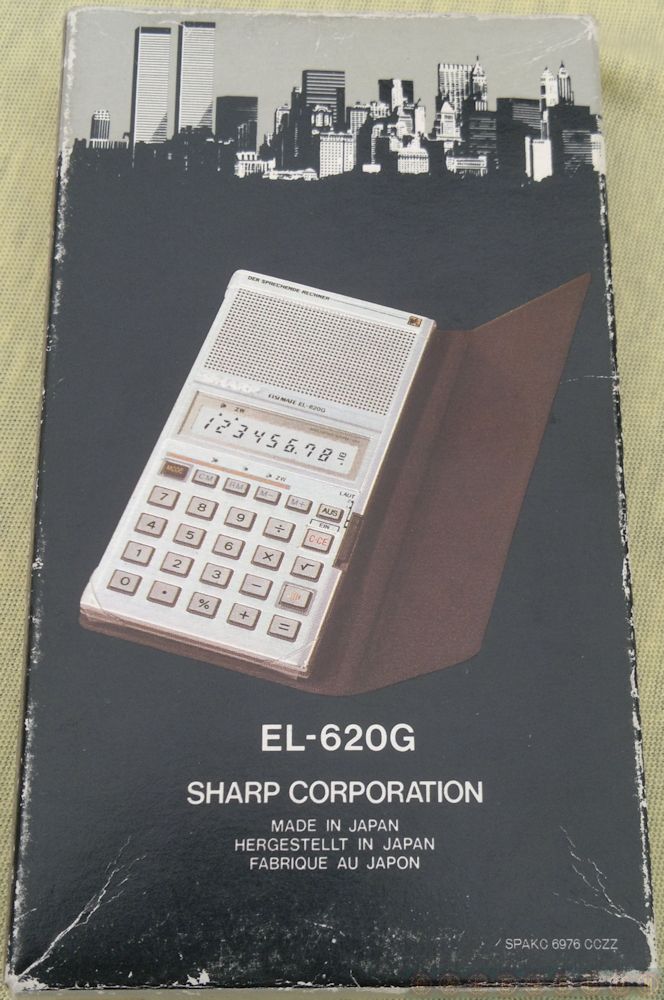 DER SPRECHENDE RECHNER
SHARP
ELSI MATE EL-620G
ZW
12345678.
ZW
LAUT
MODE CM RM M- M+ AUS
EIN
7 8 9 ÷ C·CE
4 5 6 × √
1 2 3 −
0 · % + =
EL-620G
SHARP CORPORATION
MADE IN JAPAN
HERGESTELLT IN JAPAN
FABRIQUE AU JAPON
SPAKC 6976 CCZZ